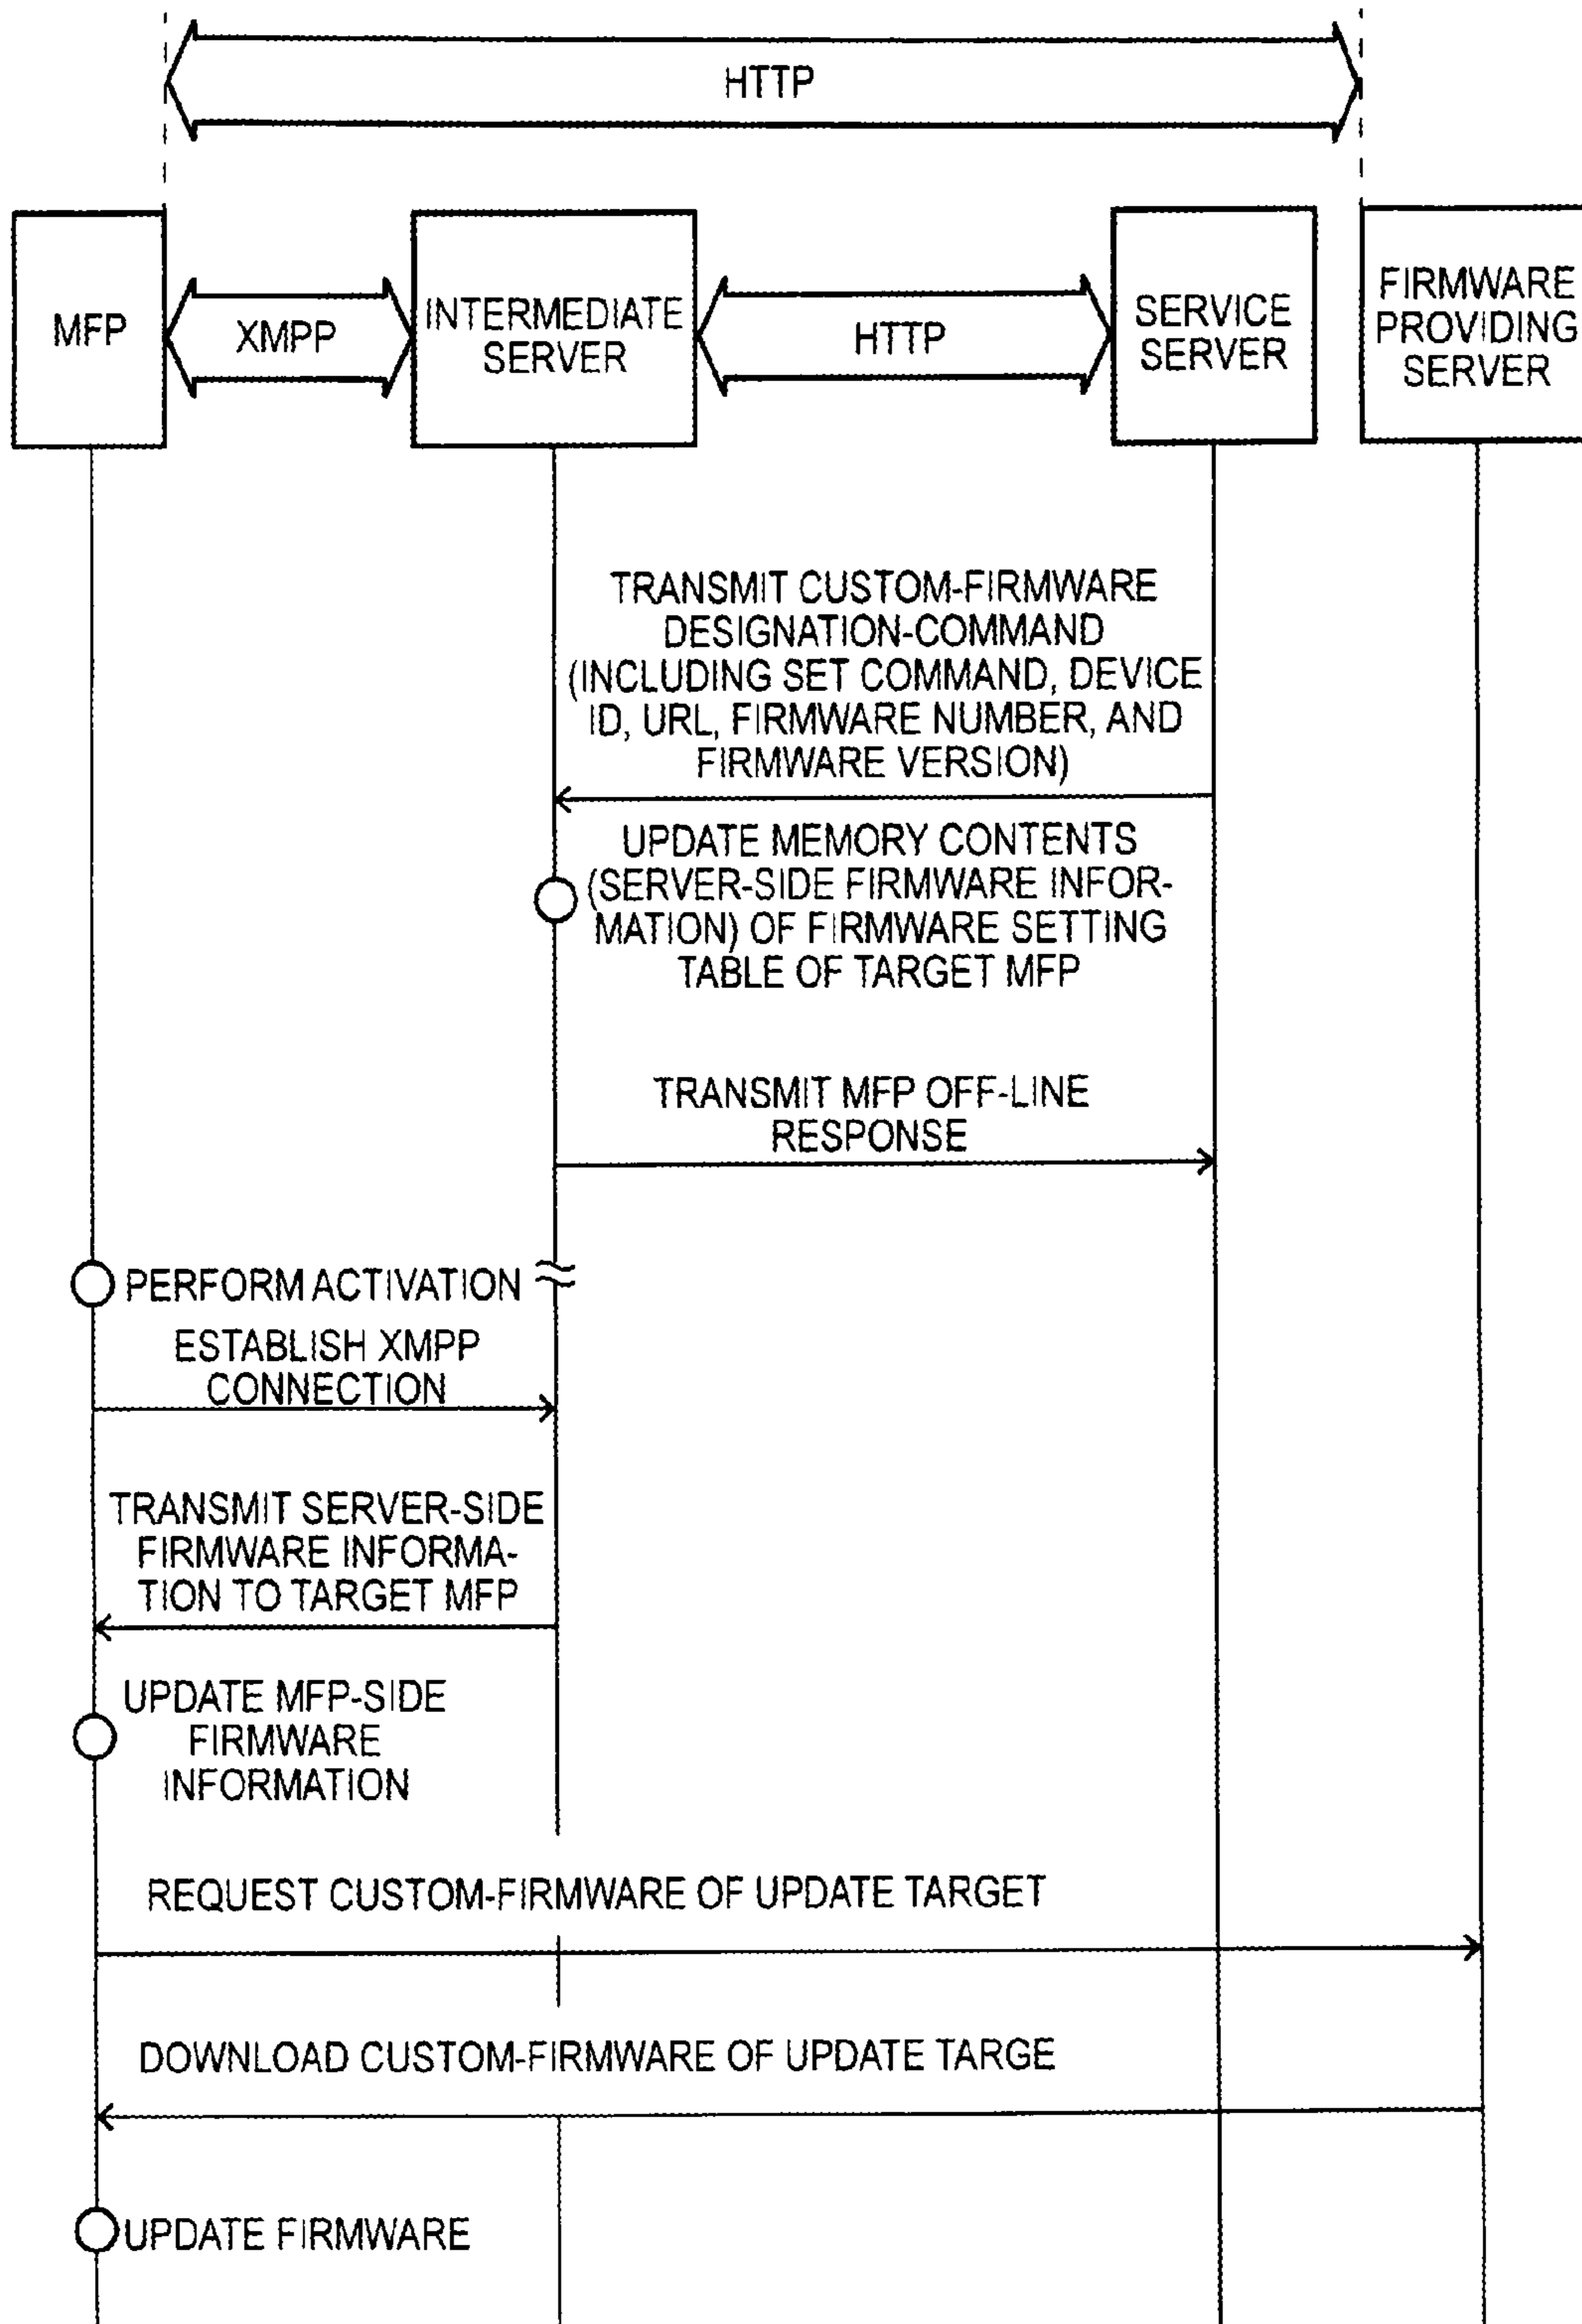 HTTP
MFP
XMPP
INTERMEDIATE
SERVER
HTTP
SERVICE
SERVER
FIRMWARE
PROVIDING
SERVER
TRANSMIT CUSTOM-FIRMWARE
DESIGNATION-COMMAND
(INCLUDING SET COMMAND, DEVICE
ID, URL, FIRMWARE NUMBER, AND
FIRMWARE VERSION)
UPDATE MEMORY CONTENTS
(SERVER-SIDE FIRMWARE INFOR-
MATION) OF FIRMWARE SETTING
TABLE OF TARGET MFP
TRANSMIT MFP OFF-LINE
RESPONSE
PERFORM ACTIVATION
ESTABLISH XMPP
CONNECTION
TRANSMIT SERVER-SIDE
FIRMWARE INFORMA-
TION TO TARGET MFP
UPDATE MFP-SIDE
FIRMWARE
INFORMATION
REQUEST CUSTOM-FIRMWARE OF UPDATE TARGET
DOWNLOAD CUSTOM-FIRMWARE OF UPDATE TARGE
UPDATE FIRMWARE